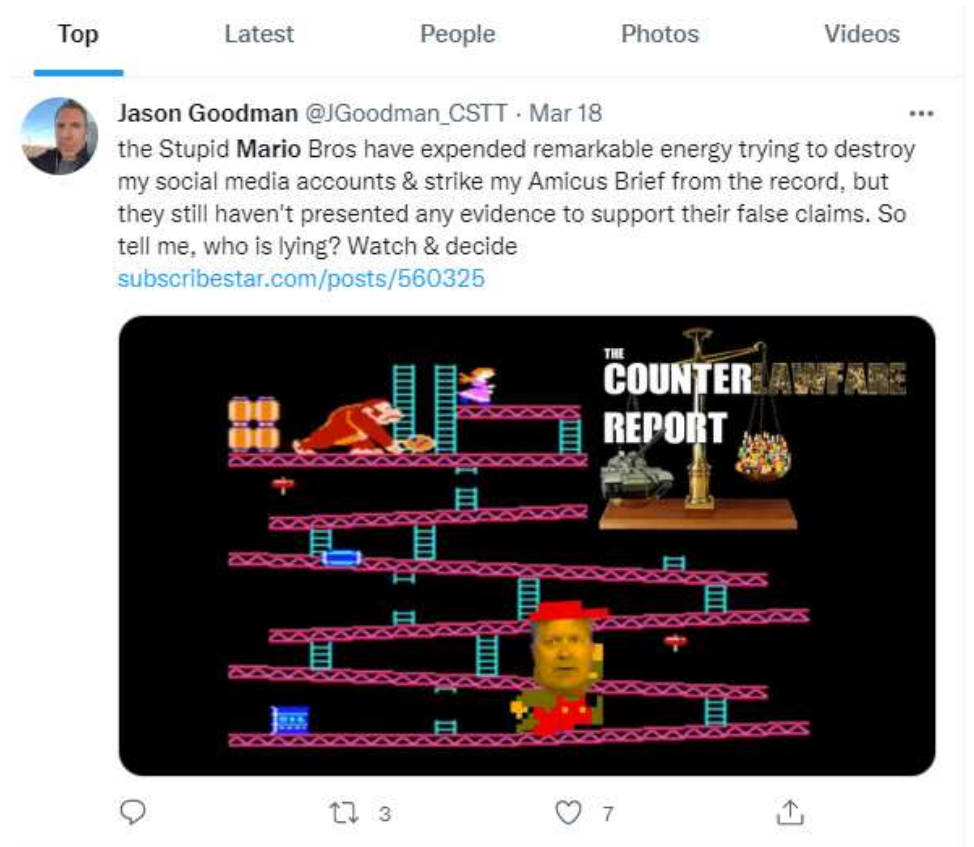 Top Latest People Photos Videos
Jason Goodman @JGoodman_CSTT · Mar 18
the Stupid Mario Bros have expended remarkable energy trying to destroy
my social media accounts & strike my Amicus Brief from the record, but
they still haven't presented any evidence to support their false claims. So
tell me, who is lying? Watch & decide
subscribestar.com/posts/560325
THE
COUNTERLAWFARE
REPORT
3 7